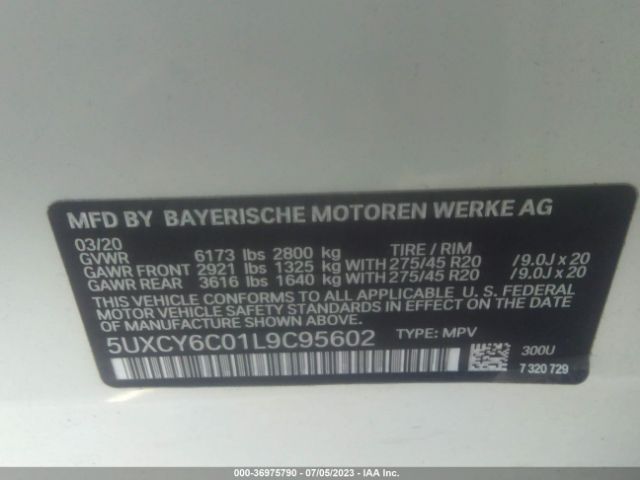 MFD BY BAYERISCHE MOTOREN WERKE AG
03/20
GVWR 6173 lbs 2800 kg TIRE / RIM
GAWR FRONT 2921 lbs 1325 kg WITH 275/45 R20 / 9.0J x 20
GAWR REAR 3616 lbs 1640 kg WITH 275/45 R20 / 9.0J x 20
THIS VEHICLE CONFORMS TO ALL APPLICABLE U. S. FEDERAL
MOTOR VEHICLE SAFETY STANDARDS IN EFFECT ON THE
DATE OF MANUFACTURE SHOWN ABOVE.
5UXCY6C01L9C95602 TYPE: MPV
300U
7 320 729
000-36975790 - 07/05/2023 - IAA Inc.